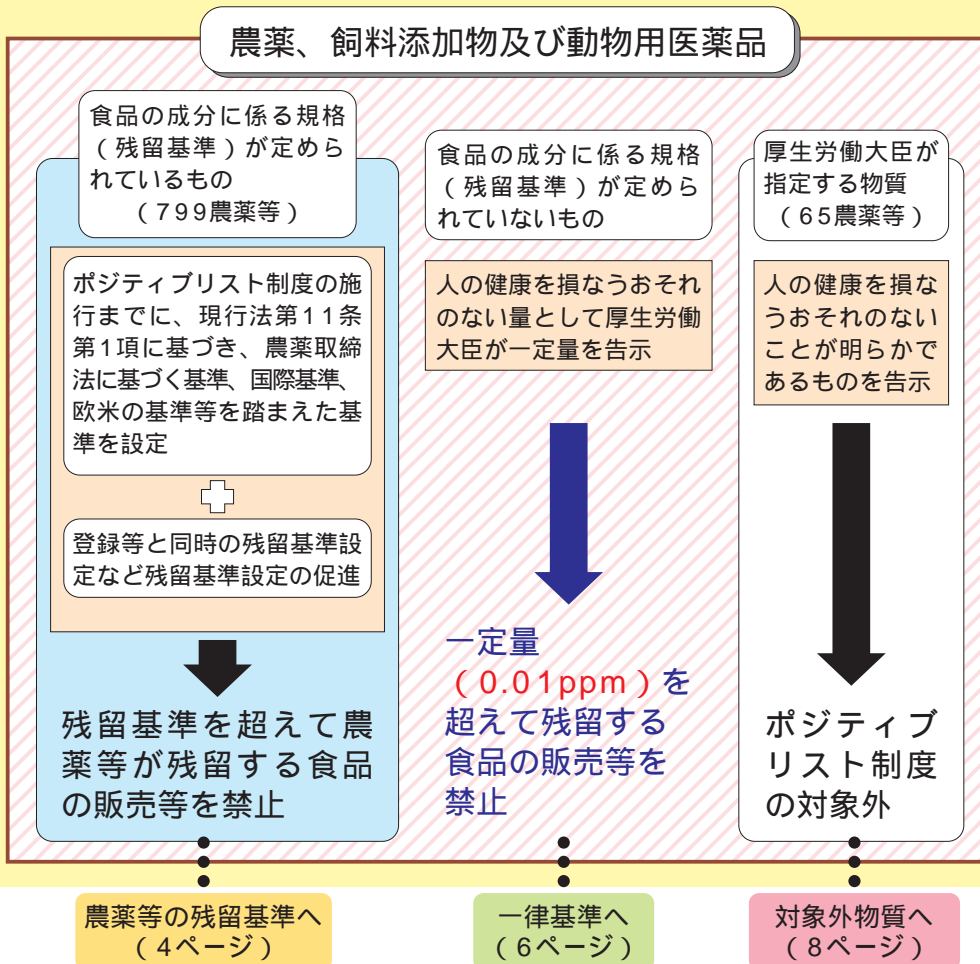 農薬、飼料添加物及び動物用医薬品
食品の成分に係る規格
（残留基準）が定めら
れているもの
（799農薬等）
ポジティブリスト制度の施
行までに、現行法第11条
第1項に基づき、農薬取締
法に基づく基準、国際基準、
欧米の基準等を踏まえた基
準を設定
登録等と同時の残留基準設
定など残留基準設定の促進
残留基準を超えて農
薬等が残留する食品
の販売等を禁止
農薬等の残留基準へ
（4ページ）
食品の成分に係る規格
（残留基準）が定めら
れていないもの
人の健康を損なうおそれ
のない量として厚生労働
大臣が一定量を告示
一定量
（0.01ppm）を
超えて残留する
食品の販売等を
禁止
一律基準へ
（6ページ）
厚生労働大臣が
指定する物質
（65農薬等）
人の健康を損な
うおそれのない
ことが明らかで
あるものを告示
ポジティブ
リスト制度
の対象外
対象外物質へ
（8ページ）